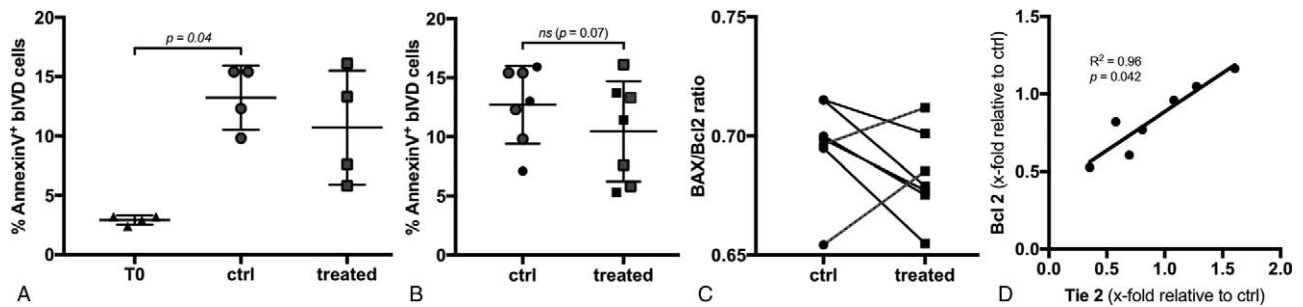 % AnnexinV⁺ bIVD cells
20
15
10
5
0
p = 0.04
T0
ctrl
treated
A
% AnnexinV⁺ bIVD cells
20
15
10
5
0
ns (p = 0.07)
ctrl
treated
B
BAX/Bcl2 ratio
0.75
0.70
0.65
ctrl
treated
C
Bcl 2 (x-fold relative to ctrl)
1.5
1.0
0.5
0.0
R² = 0.96
p = 0.042
0.0
0.5
1.0
1.5
2.0
Tie 2 (x-fold relative to ctrl)
D